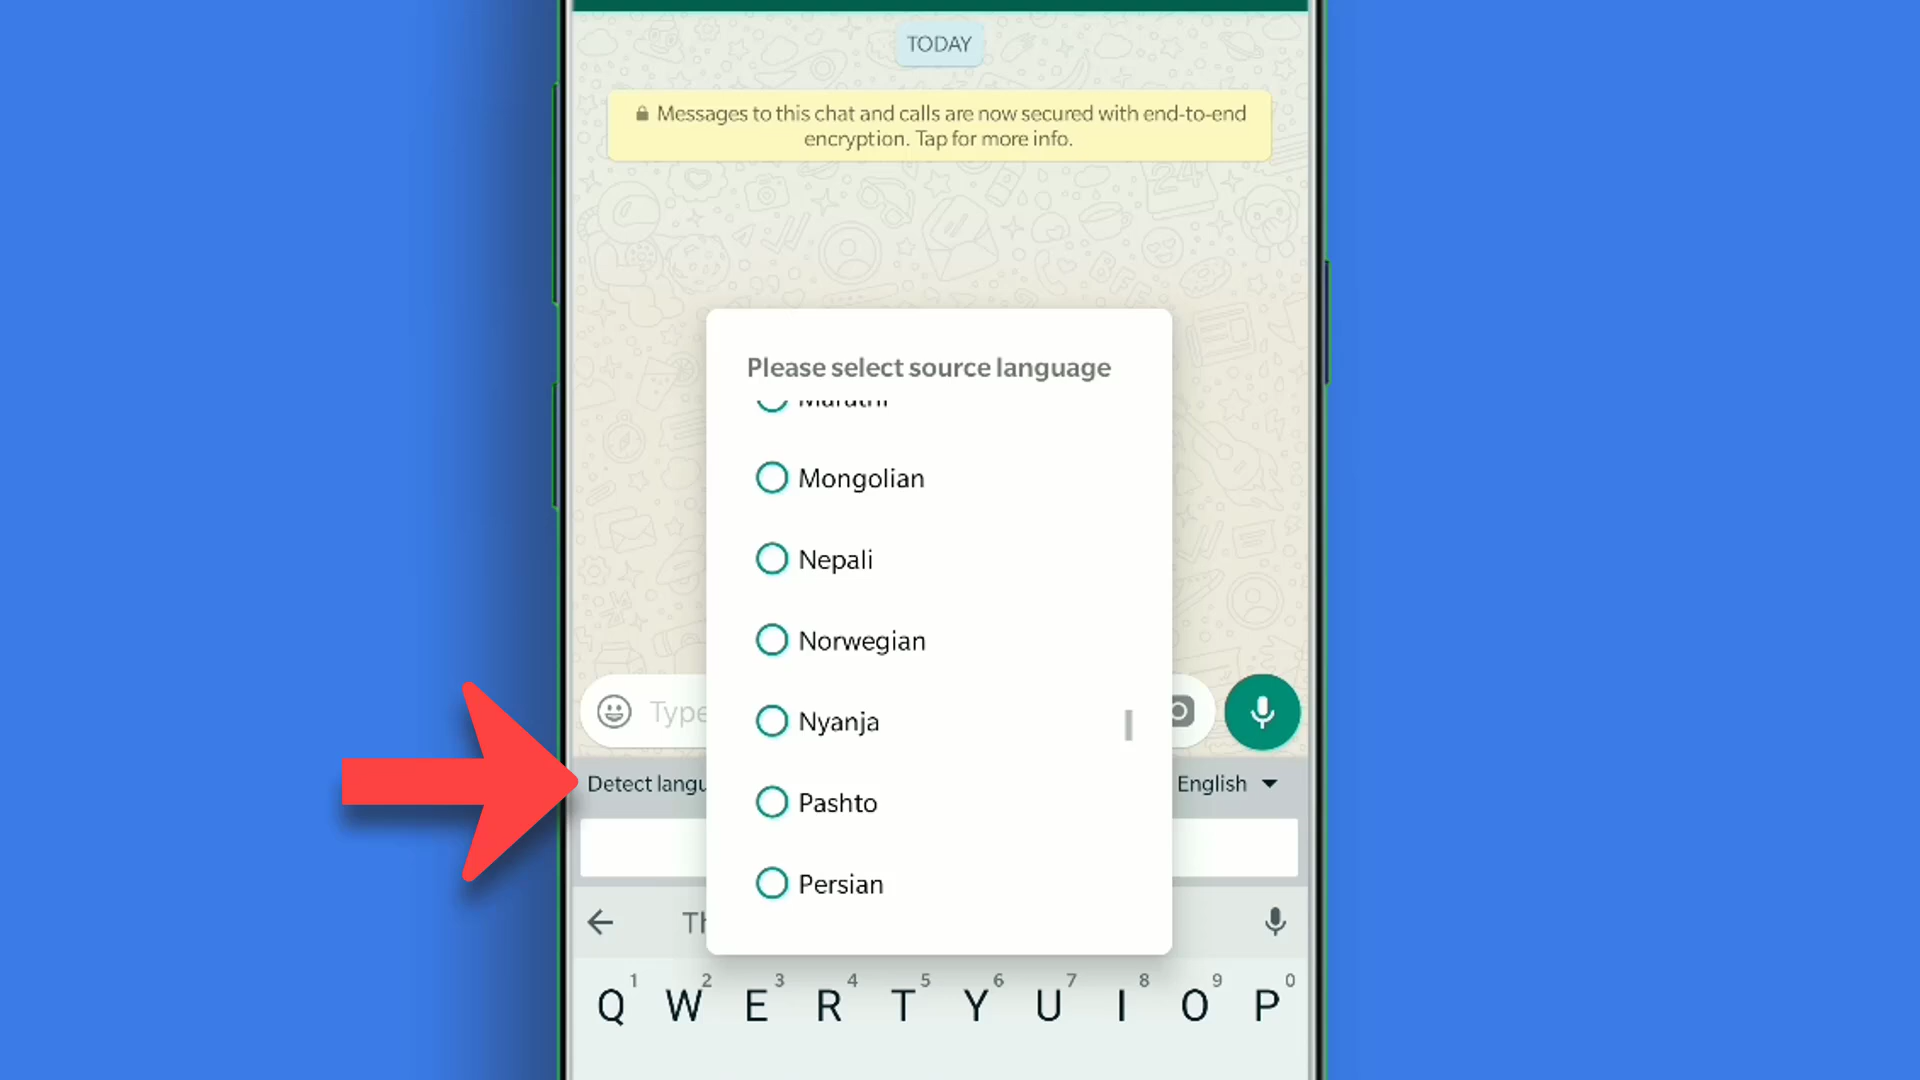 TODAY
Messages to this chat and calls are now secured with end-to-end
encryption. Tap for more info.
Please select source language
Mongolian
Nepali
Norwegian
Nyanja
Pashto
Persian
Type
Detect langu
English
Th
Q 1 W 2 E 3 R 4 T 5 Y 6 U 7 I 8 O 9 P 0